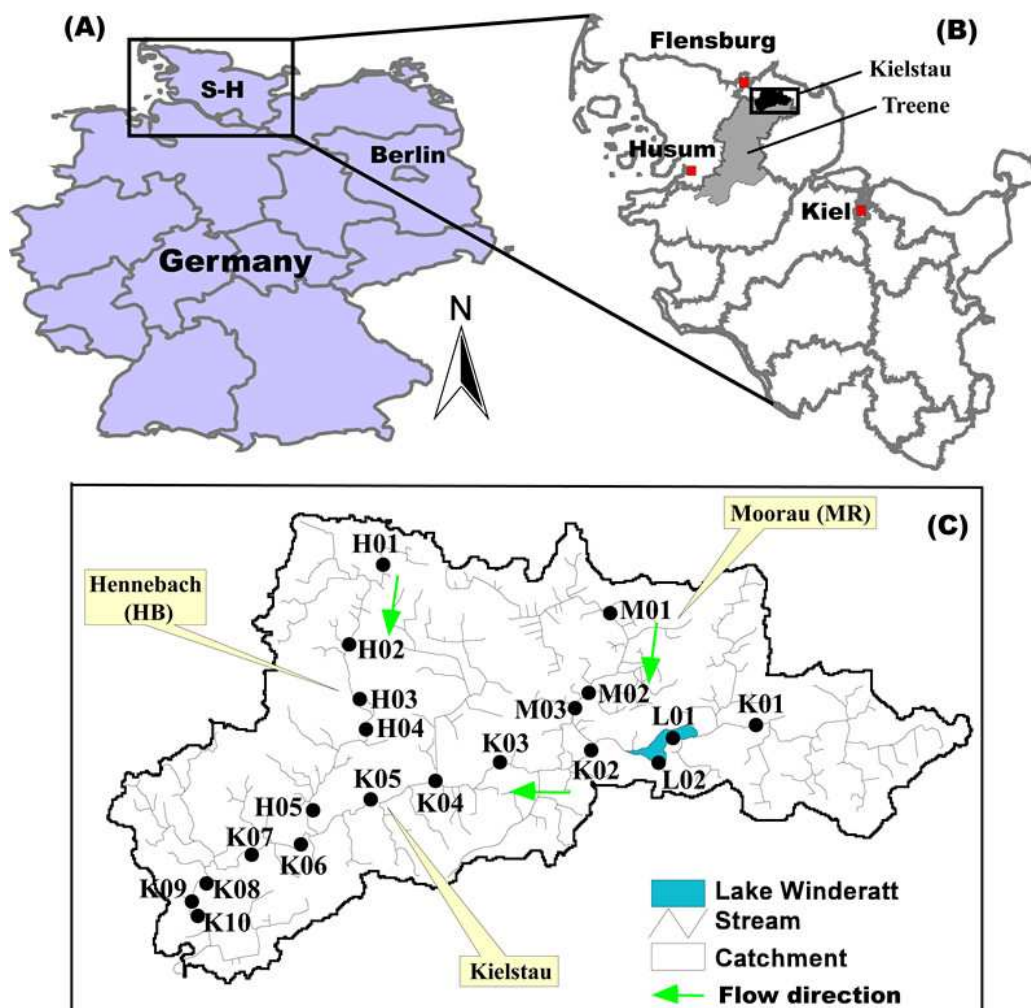 (A)
S-H
Berlin
Germany
N
(B)
Flensburg
Kielstau
Treene
Husum
Kiel
(C)
Moorau (MR)
Hennebach
(HB)
H01
M01
H02
H03
M02
M03
K01
L01
H04
K03
K02
L02
K05
K04
H05
K07
K06
K09
K08
K10
Kielstau
Lake Winderatt
Stream
Catchment
Flow direction